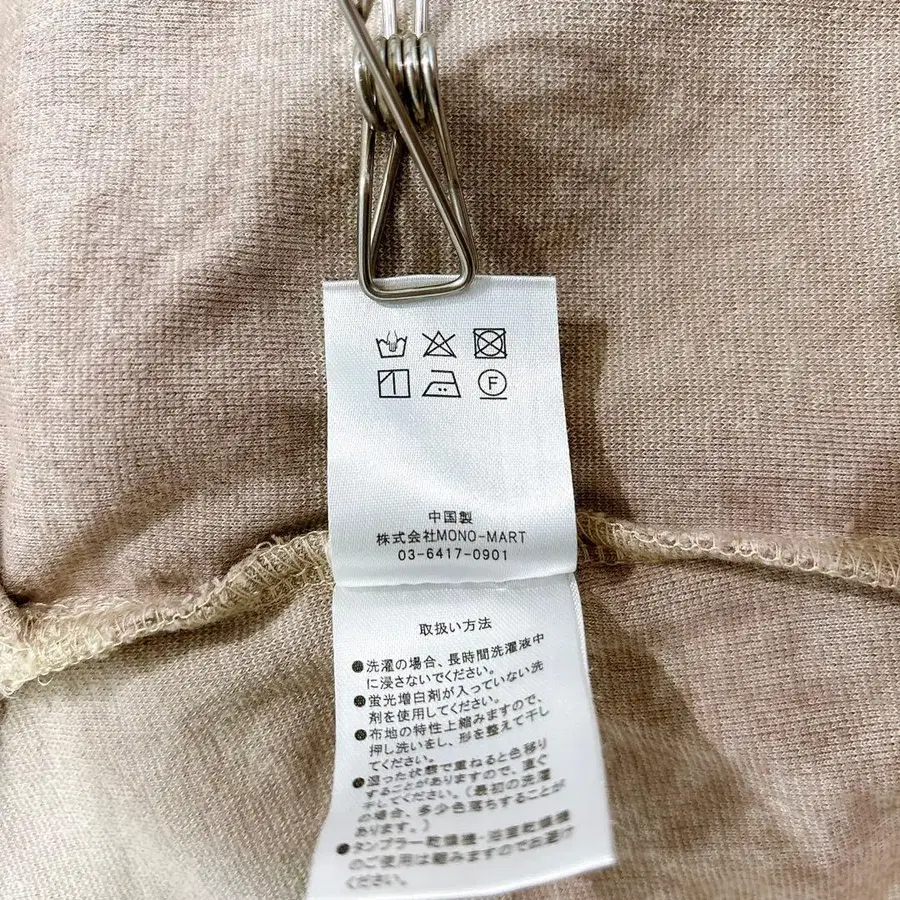 F
中国製
株式会社MONO-MART
03-6417-0901
取扱い方法
●洗濯の場合、長時間洗濯液中
に浸さないでください。
●蛍光増白剤が入っていない洗
剤を使用してください。
●布地の特性上縮みますので、
押し洗いをし、形を整えて干し
てください。
●湿った状態で重ねると色移り
することがありますので、直ぐ
干してください。(最初の洗濯
の場合、多少色落ちすることが
あります。)
●タンブラー乾燥機・浴室乾燥機
のご使用は縮みますのでお避け
ください。